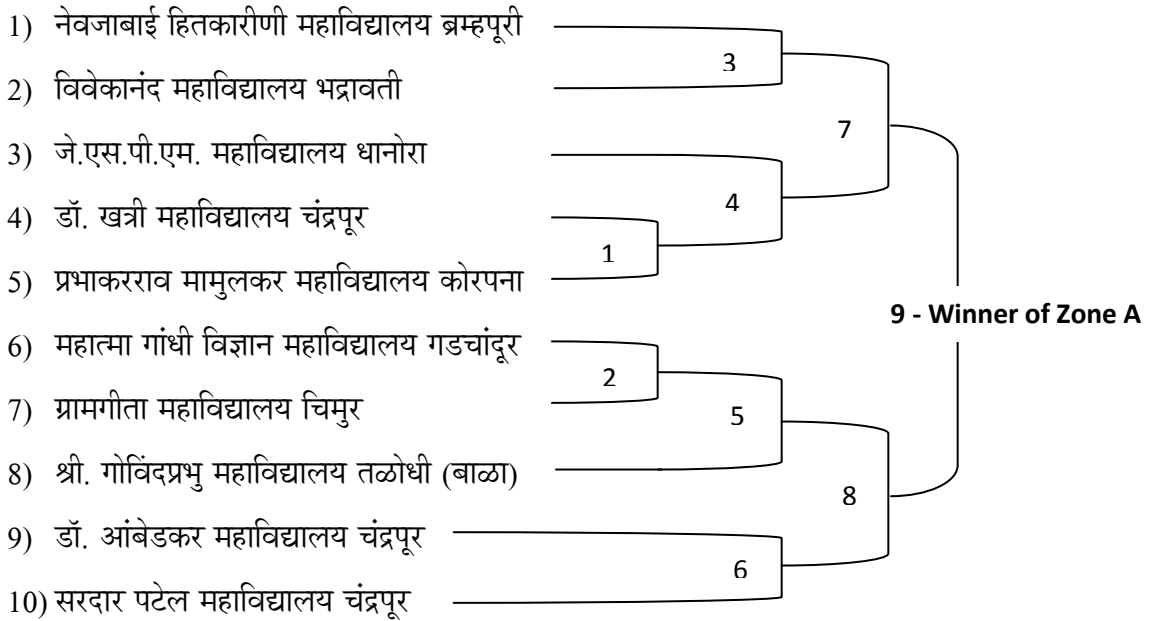 1) नेवजाबाई हितकारीणी महाविद्यालय ब्रम्हपूरी
2) विवेकानंद महाविद्यालय भद्रावती
3) जे.एस.पी.एम. महाविद्यालय धानोरा
4) डॉ. खत्री महाविद्यालय चंद्रपूर
5) प्रभाकरराव मामुलकर महाविद्यालय कोरपना
6) महात्मा गांधी विज्ञान महाविद्यालय गडचांदूर
7) ग्रामगीता महाविद्यालय चिमुर
8) श्री. गोविंदप्रभु महाविद्यालय तळोधी (बाळा)
9) डॉ. आंबेडकर महाविद्यालय चंद्रपूर
10) सरदार पटेल महाविद्यालय चंद्रपूर
3
7
4
1
9 - Winner of Zone A
2
5
8
6